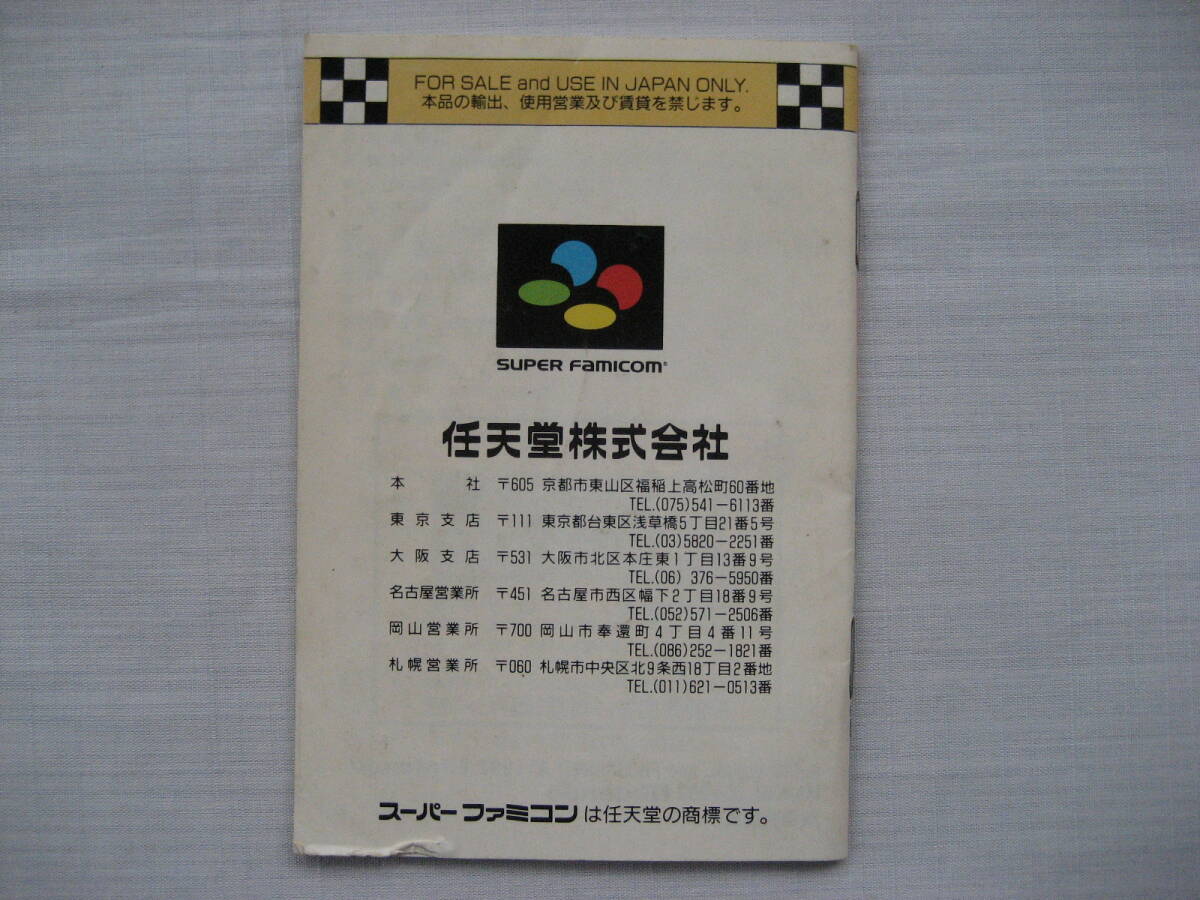 FOR SALE and USE IN JAPAN ONLY.
本品の輸出、使用営業及び賃貸を禁じます。
SUPER FAMICOM®
任天堂株式会社
本社 〒605 京都市東山区福稲上高松町60番地
TEL.(075)541-6113番
東京支店 〒111 東京都台東区浅草橋5丁目21番5号
TEL.(03)5820-2251番
大阪支店 〒531 大阪市北区本庄東1丁目13番9号
TEL.(06) 376-5950番
名古屋営業所 〒451 名古屋市西区幅下2丁目18番9号
TEL.(052)571-2506番
岡山営業所 〒700 岡山市奉還町4丁目4番11号
TEL.(086)252-1821番
札幌営業所 〒060 札幌市中央区北9条西18丁目2番地
TEL.(011)621-0513番
スーパーファミコンは任天堂の商標です。